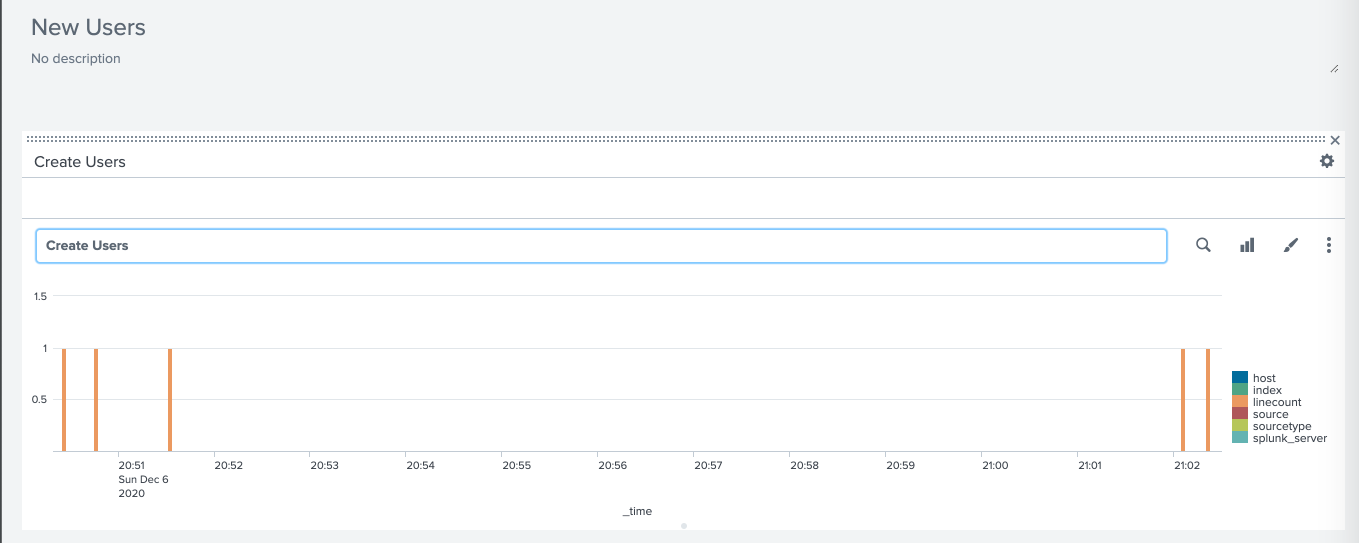 New Users
No description
Create Users
Create Users
1.5
1
0.5
host
index
linecount
source
sourcetype
splunk_server
20:51 20:52 20:53 20:54 20:55 20:56 20:57 20:58 20:59 21:00 21:01 21:02
Sun Dec 6
2020
_time